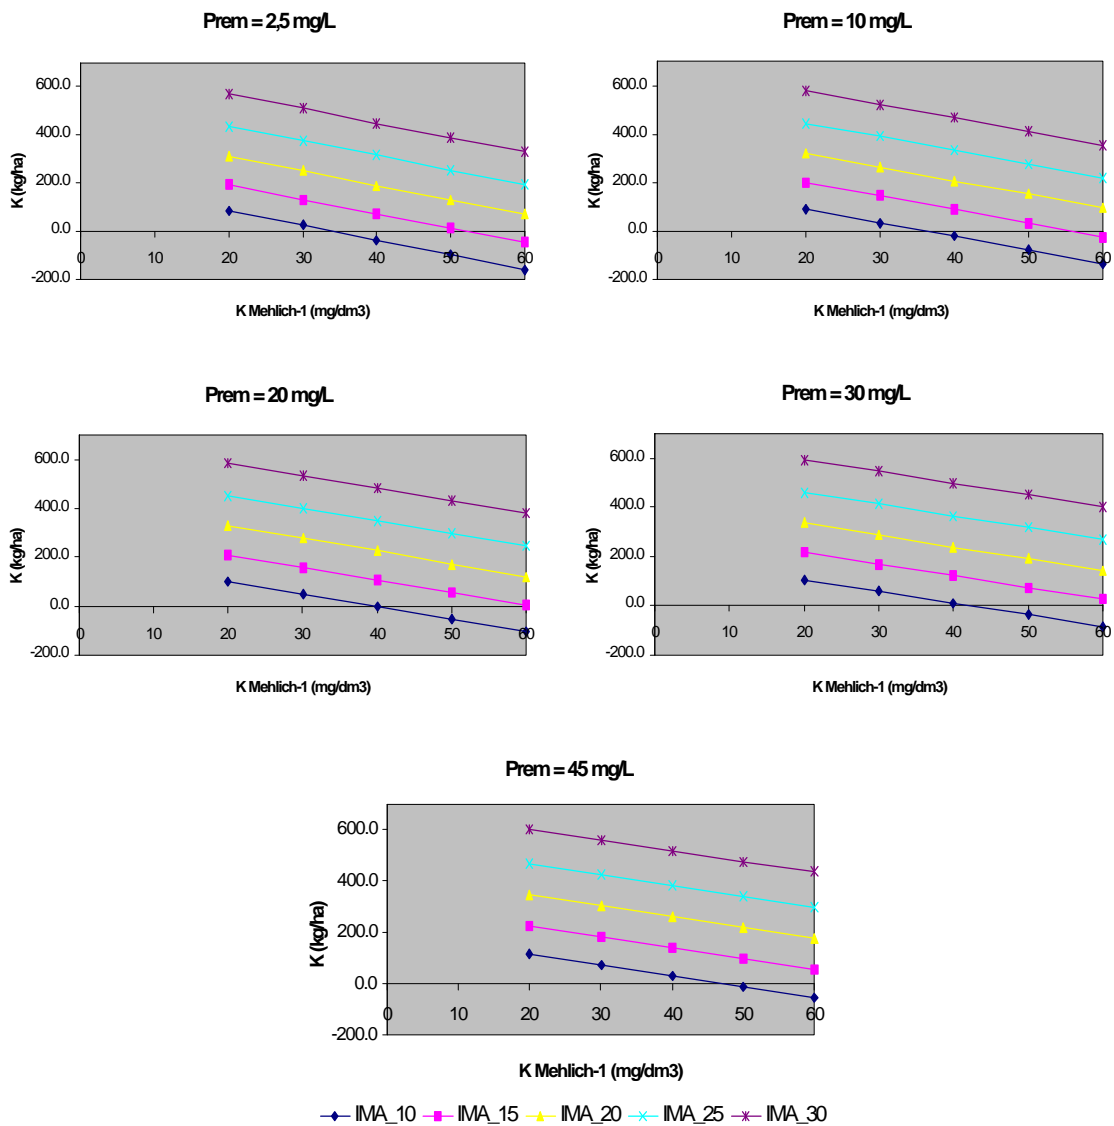 Prem = 2,5 mg/L
600.0
400.0
200.0
0.0
-200.0
0 10 20 30 40 50 60
K (kg/ha)
K Mehlich-1 (mg/dm3)
Prem = 10 mg/L
600.0
400.0
200.0
0.0
-200.0
0 10 20 30 40 50 60
K (kg/ha)
K Mehlich-1 (mg/dm3)
Prem = 20 mg/L
600.0
400.0
200.0
0.0
-200.0
0 10 20 30 40 50 60
K (kg/ha)
K Mehlich-1 (mg/dm3)
Prem = 30 mg/L
600.0
400.0
200.0
0.0
-200.0
0 10 20 30 40 50 60
K (kg/ha)
K Mehlich-1 (mg/dm3)
Prem = 45 mg/L
600.0
400.0
200.0
0.0
-200.0
0 10 20 30 40 50 60
K (kg/ha)
K Mehlich-1 (mg/dm3)
IMA_10 IMA_15 IMA_20 IMA_25 IMA_30